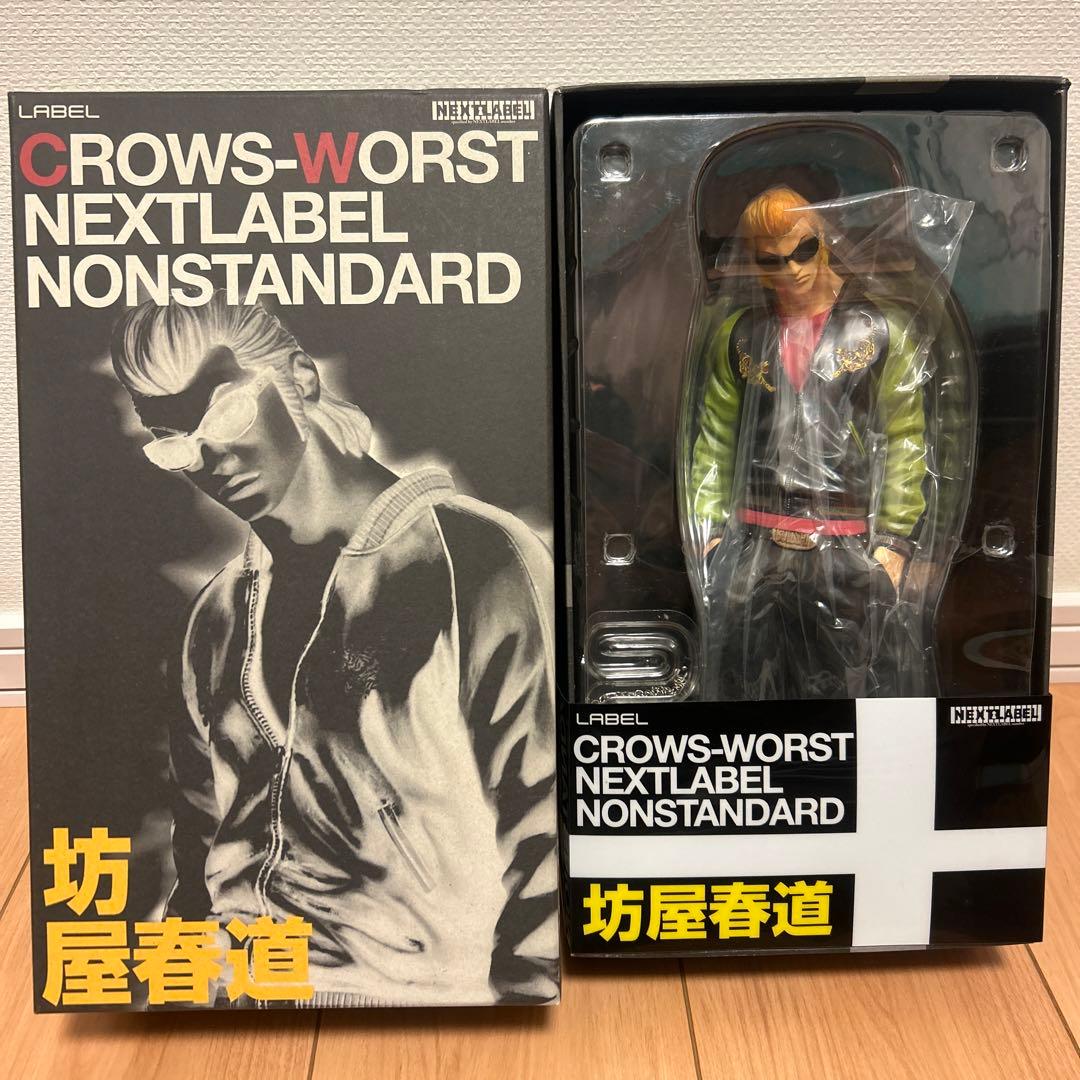 LABEL
NEXTLABEL
CROWS-WORST
NEXTLABEL
NONSTANDARD
坊
屋春道
LABEL
NEXTLABEL
CROWS-WORST
NEXTLABEL
NONSTANDARD
坊屋春道